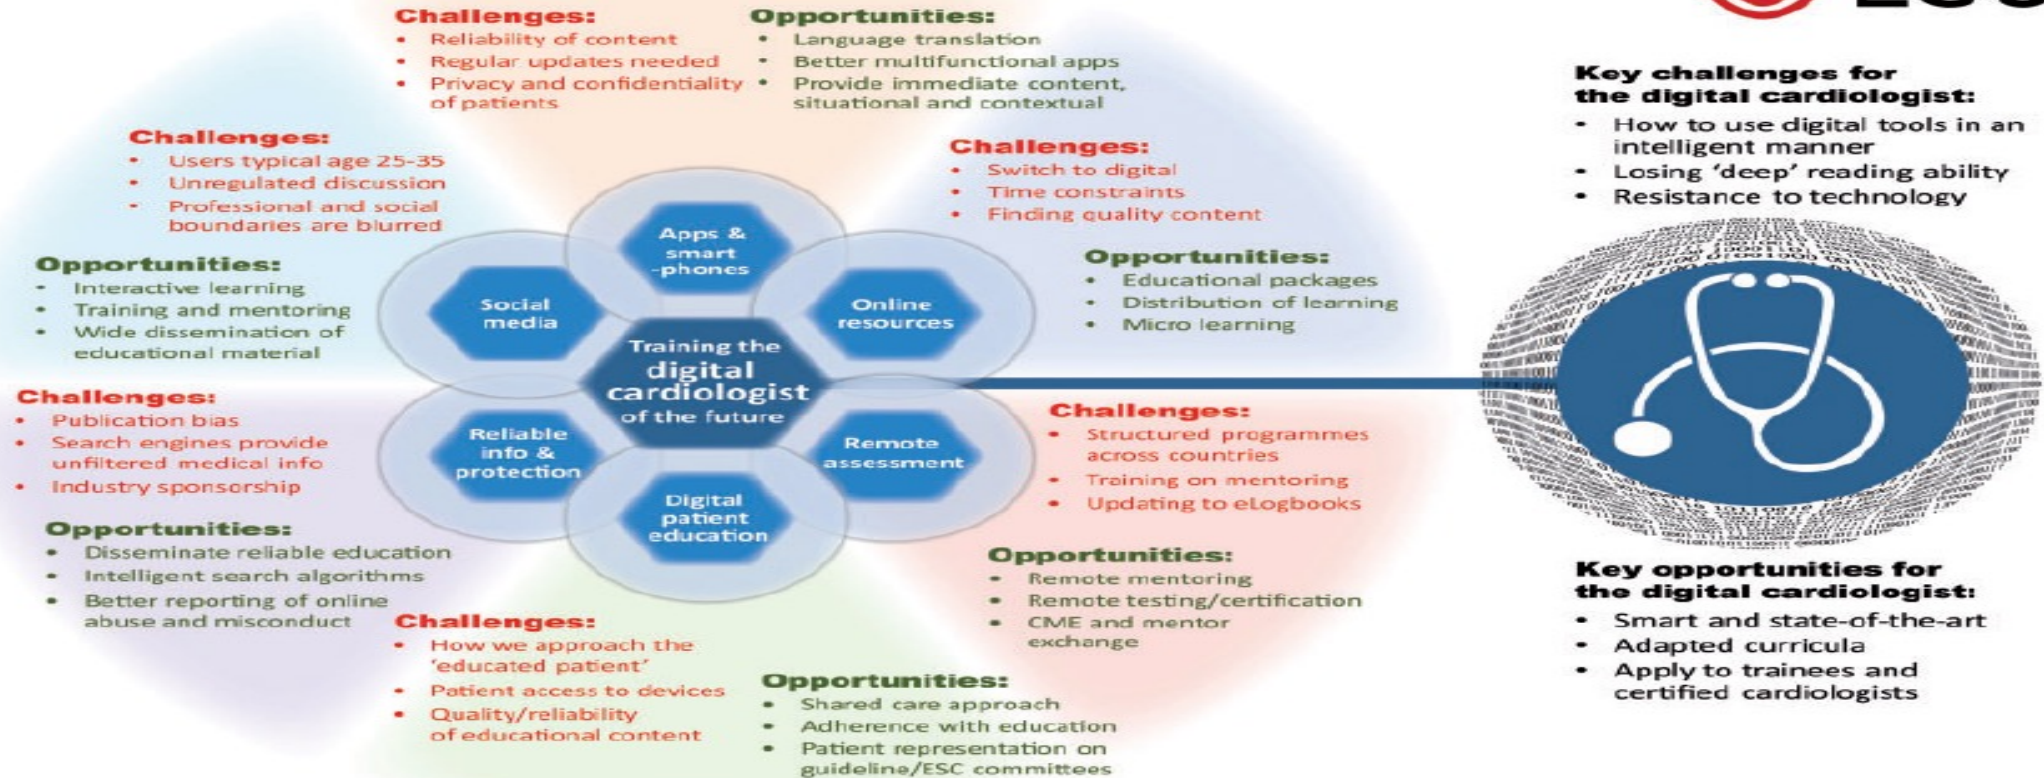 Challenges:
• Reliability of content
• Regular updates needed
• Privacy and confidentiality
of patients
Opportunities:
• Language translation
• Better multifunctional apps
• Provide immediate content,
situational and contextual
Challenges:
• Users typical age 25-35
• Unregulated discussion
• Professional and social
boundaries are blurred
Opportunities:
• Interactive learning
• Training and mentoring
• Wide dissemination of
educational material
Challenges:
• Switch to digital
• Time constraints
• Finding quality content
Opportunities:
• Educational packages
• Distribution of learning
• Micro learning
Apps &
smart
-phones
Social
media
Online
resources
Training the
digital
cardiologist
of the future
Reliable
info &
protection
Remote
assessment
Digital
patient
education
Challenges:
• Publication bias
• Search engines provide
unfiltered medical info
• Industry sponsorship
Opportunities:
• Disseminate reliable education
• Intelligent search algorithms
• Better reporting of online
abuse and misconduct
Challenges:
• Structured programmes
across countries
• Training on mentoring
• Updating to eLogbooks
Opportunities:
• Remote mentoring
• Remote testing/certification
• CME and mentor
exchange
Challenges:
• How we approach the
'educated patient'
• Patient access to devices
• Quality/reliability
of educational content
Opportunities:
• Shared care approach
• Adherence with education
• Patient representation on
guideline/ESC committees
Key challenges for
the digital cardiologist:
• How to use digital tools in an
intelligent manner
• Losing 'deep' reading ability
• Resistance to technology
Key opportunities for
the digital cardiologist:
• Smart and state-of-the-art
• Adapted curricula
• Apply to trainees and
certified cardiologists